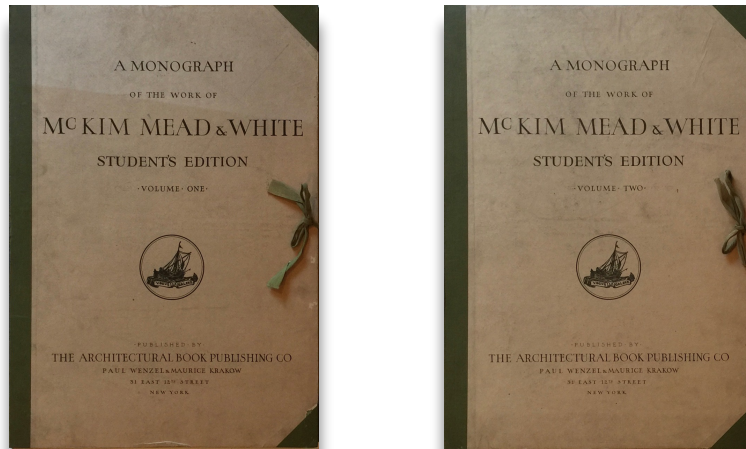 A MONOGRAPH
OF THE WORK OF
MCKIM MEAD & WHITE
STUDENT'S EDITION
·VOLUME·ONE·
·PUBLISHED·BY·
THE ARCHITECTURAL BOOK PUBLISHING CO
PAUL WENZEL & MAURICE KRAKOW
31 EAST 12TH STREET
NEW YORK
A MONOGRAPH
OF THE WORK OF
MCKIM MEAD & WHITE
STUDENT'S EDITION
·VOLUME·TWO·
·PUBLISHED·BY·
THE ARCHITECTURAL BOOK PUBLISHING CO
PAUL WENZEL & MAURICE KRAKOW
31 EAST 12TH STREET
NEW YORK